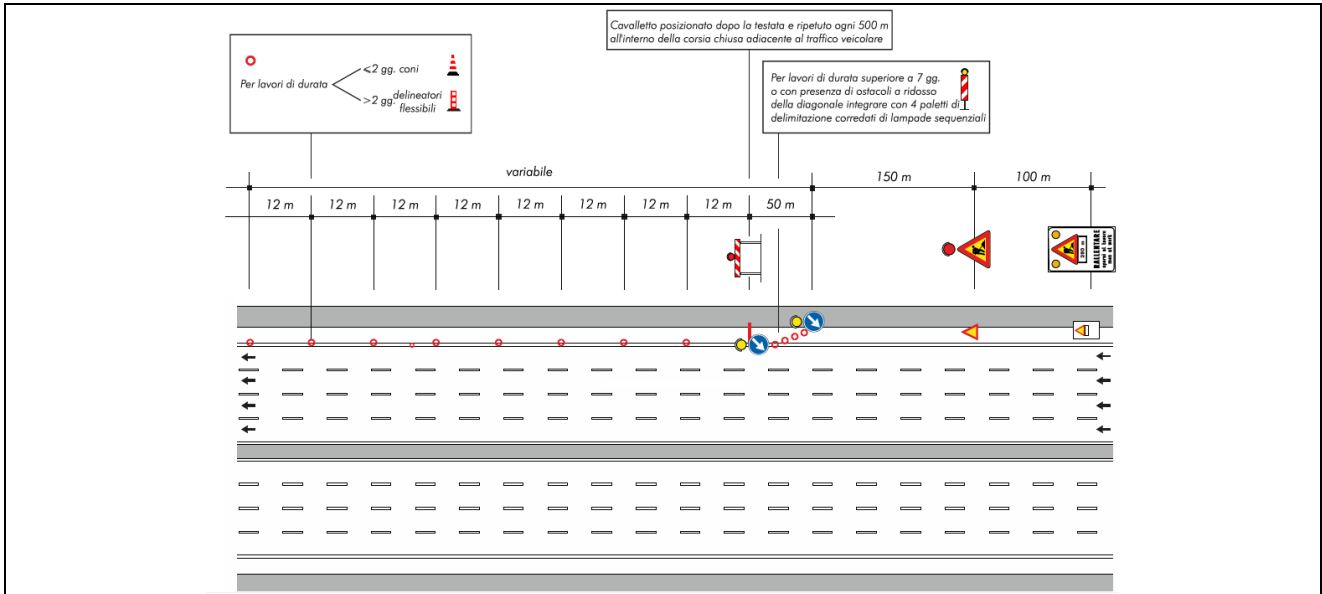 Cavalletto posizionato dopo la testata e ripetuto ogni 500 m
all'interno della corsia chiusa adiacente al traffico veicolare
Per lavori di durata
⩽2 gg. coni
>2 gg. delineatori
flessibili
Per lavori di durata superiore a 7 gg.
o con presenza di ostacoli a ridosso
della diagonale integrare con 4 paletti di
delimitazione corredati di lampade sequenziali
variabile
150 m
100 m
12 m
12 m
12 m
12 m
12 m
12 m
12 m
12 m
50 m
RALLENTARE